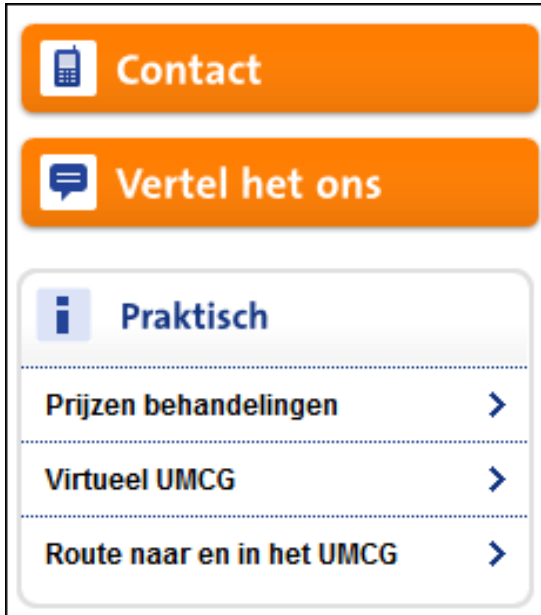 Contact
Vertel het ons
Praktisch
Prijzen behandelingen
Virtueel UMCG
Route naar en in het UMCG